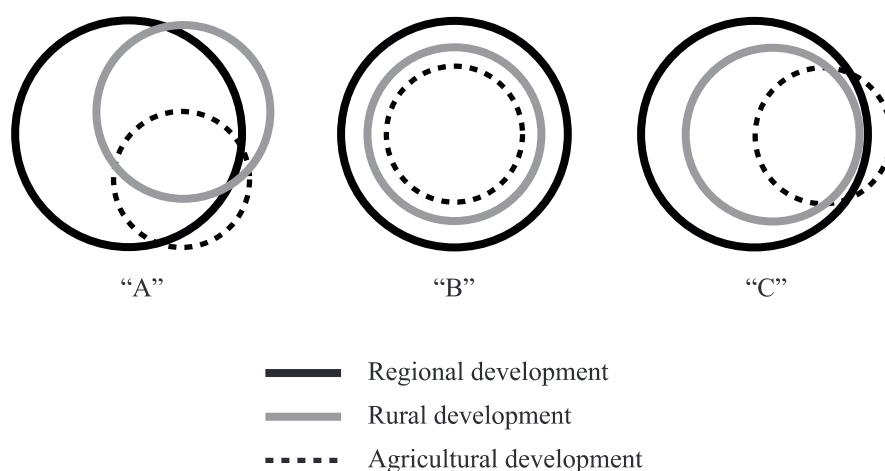 “A”
“B”
“C”
Regional development
Rural development
Agricultural development